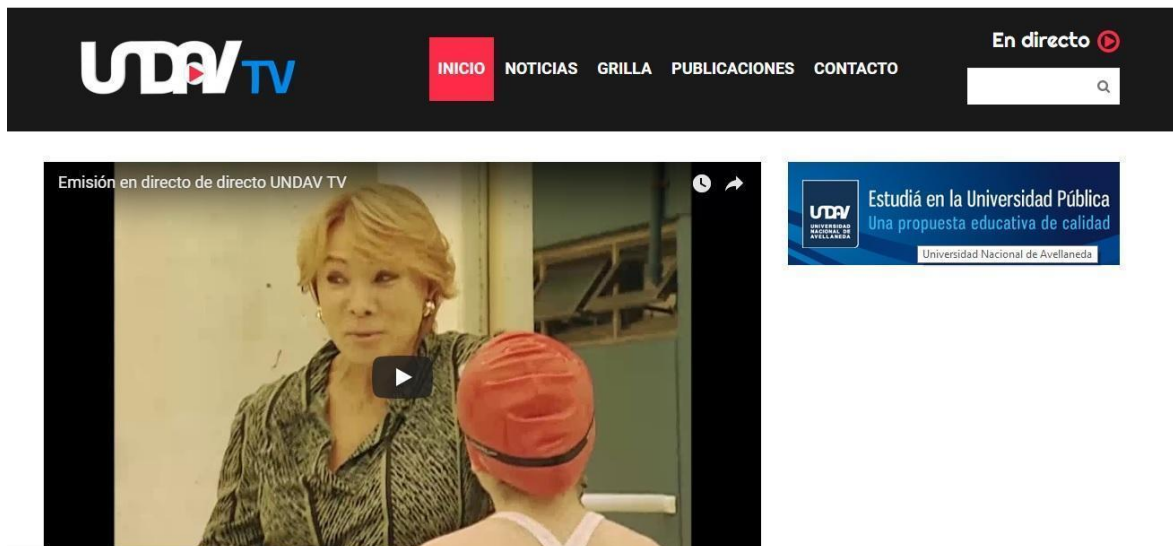 UNDAV TV
INICIO NOTICIAS GRILLA PUBLICACIONES CONTACTO
En directo
Emisión en directo de directo UNDAV TV
UNDAV
UNIVERSIDAD
NACIONAL DE
AVELLANEDA
Estudiá en la Universidad Pública
Una propuesta educativa de calidad
Universidad Nacional de Avellaneda